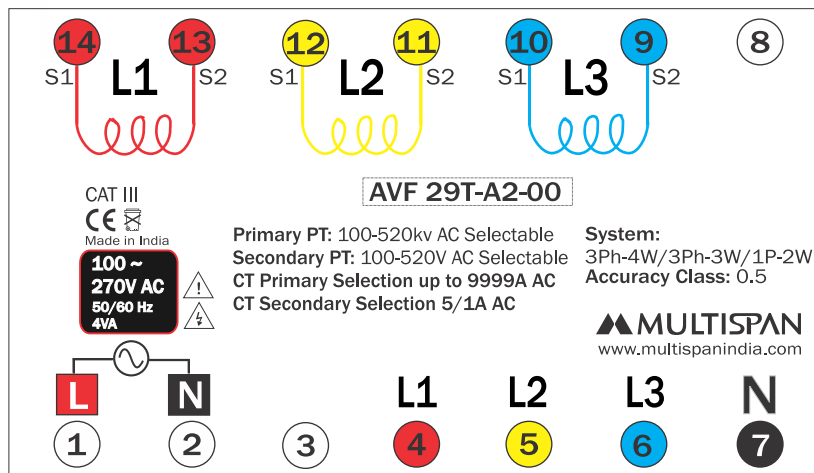 14 13 12 11 10 9 8
S1 L1 S2 S1 L2 S2 S1 L3 S2
AVF 29T-A2-00
CAT III
CE
Made in India
100 ~
270V AC
50/60 Hz
4VA
Primary PT: 100-520kv AC Selectable
Secondary PT: 100-520V AC Selectable
CT Primary Selection up to 9999A AC
CT Secondary Selection 5/1A AC
System:
3Ph-4W/3Ph-3W/1P-2W
Accuracy Class: 0.5
MULTISPAN
www.multispanindia.com
L N L1 L2 L3 N
1 2 3 4 5 6 7